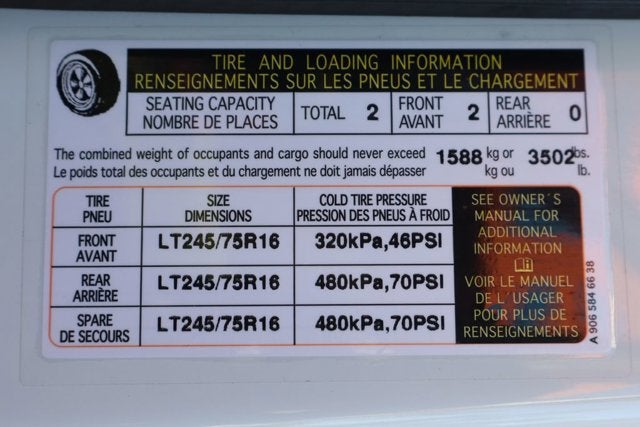 TIRE AND LOADING INFORMATION
RENSEIGNEMENTS SUR LES PNEUS ET LE CHARGEMENT
SEATING CAPACITY
NOMBRE DE PLACES
TOTAL 2
FRONT
AVANT
2
REAR
ARRIÈRE
0
The combined weight of occupants and cargo should never exceed 1588 kg or 3502 lbs.
Le poids total des occupants et du chargement ne doit jamais dépasser kg ou lb.
TIRE
PNEU
SIZE
DIMENSIONS
COLD TIRE PRESSURE
PRESSION DES PNEUS À FROID
FRONT
AVANT
LT245/75R16
320kPa,46PSI
REAR
ARRIÈRE
LT245/75R16
480kPa,70PSI
SPARE
DE SECOURS
LT245/75R16
480kPa,70PSI
SEE OWNER´S
MANUAL FOR
ADDITIONAL
INFORMATION
VOIR LE MANUEL
DE L´USAGER
POUR PLUS DE
RENSEIGNEMENTS
A 906 584 66 38